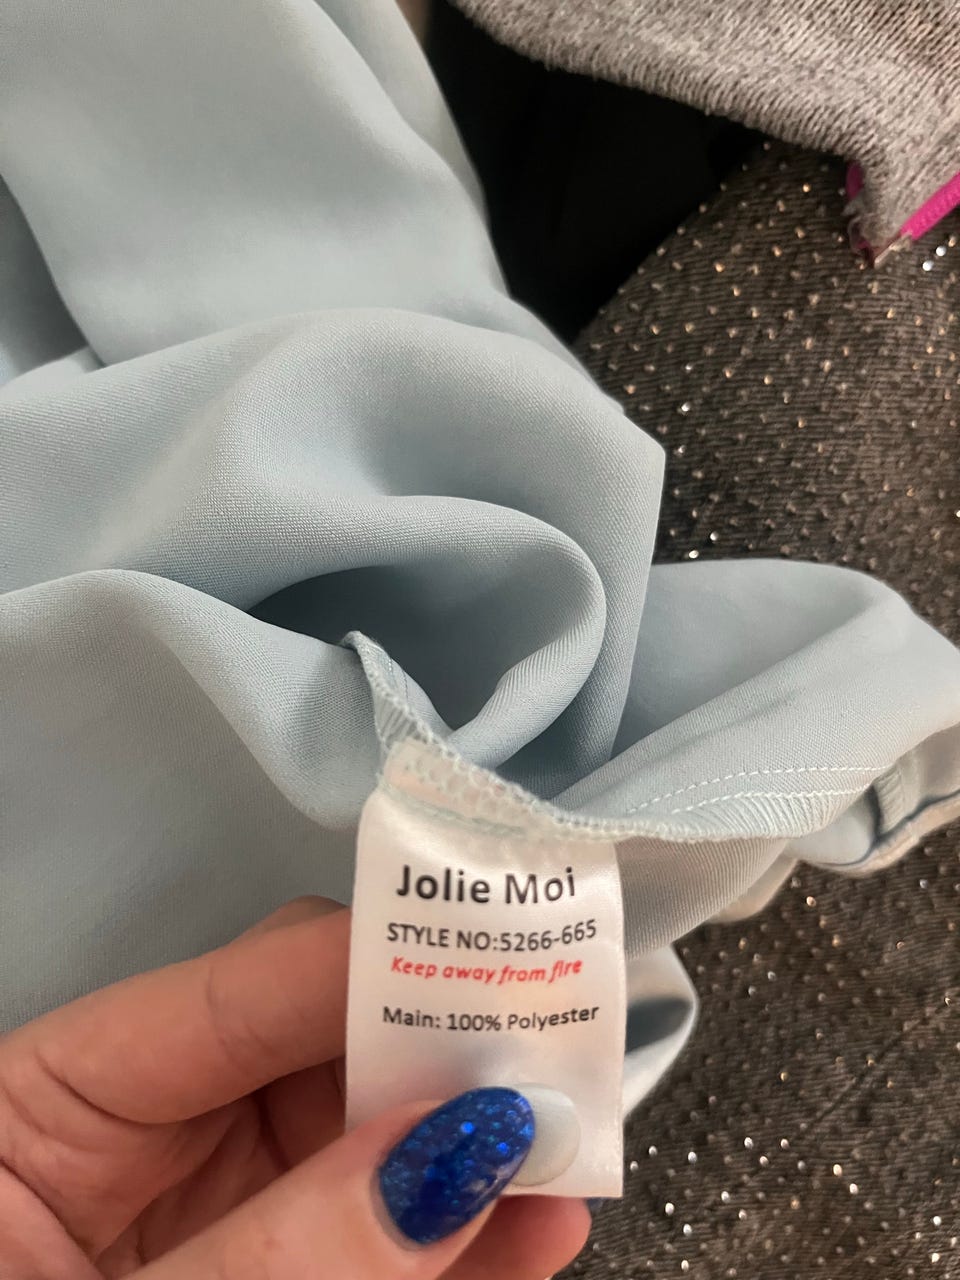 Jolie Moi
STYLE NO:5266-665
Keep away from fire
Main: 100% Polyester